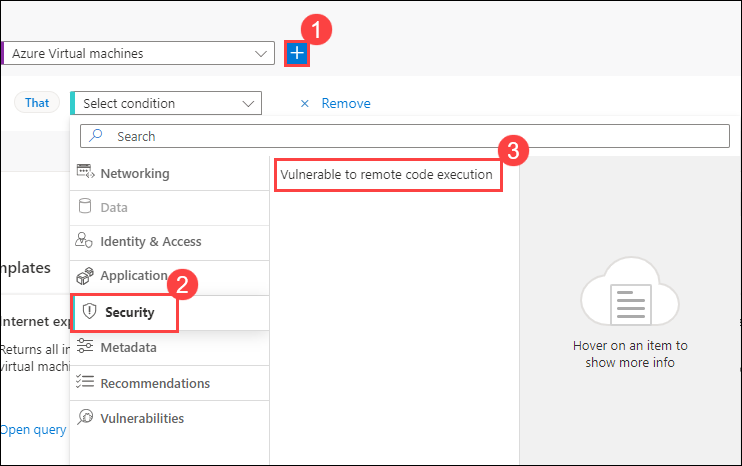 1
Azure Virtual machines
That
Select condition
Remove
Search
3
Networking
Vulnerable to remote code execution
Data
Identity & Access
mplates
Application
2
Internet exp
Security
Returns all in
virtual machi
Metadata
Hover on an item to
show more info
Recommendations
Vulnerabilities
Open query